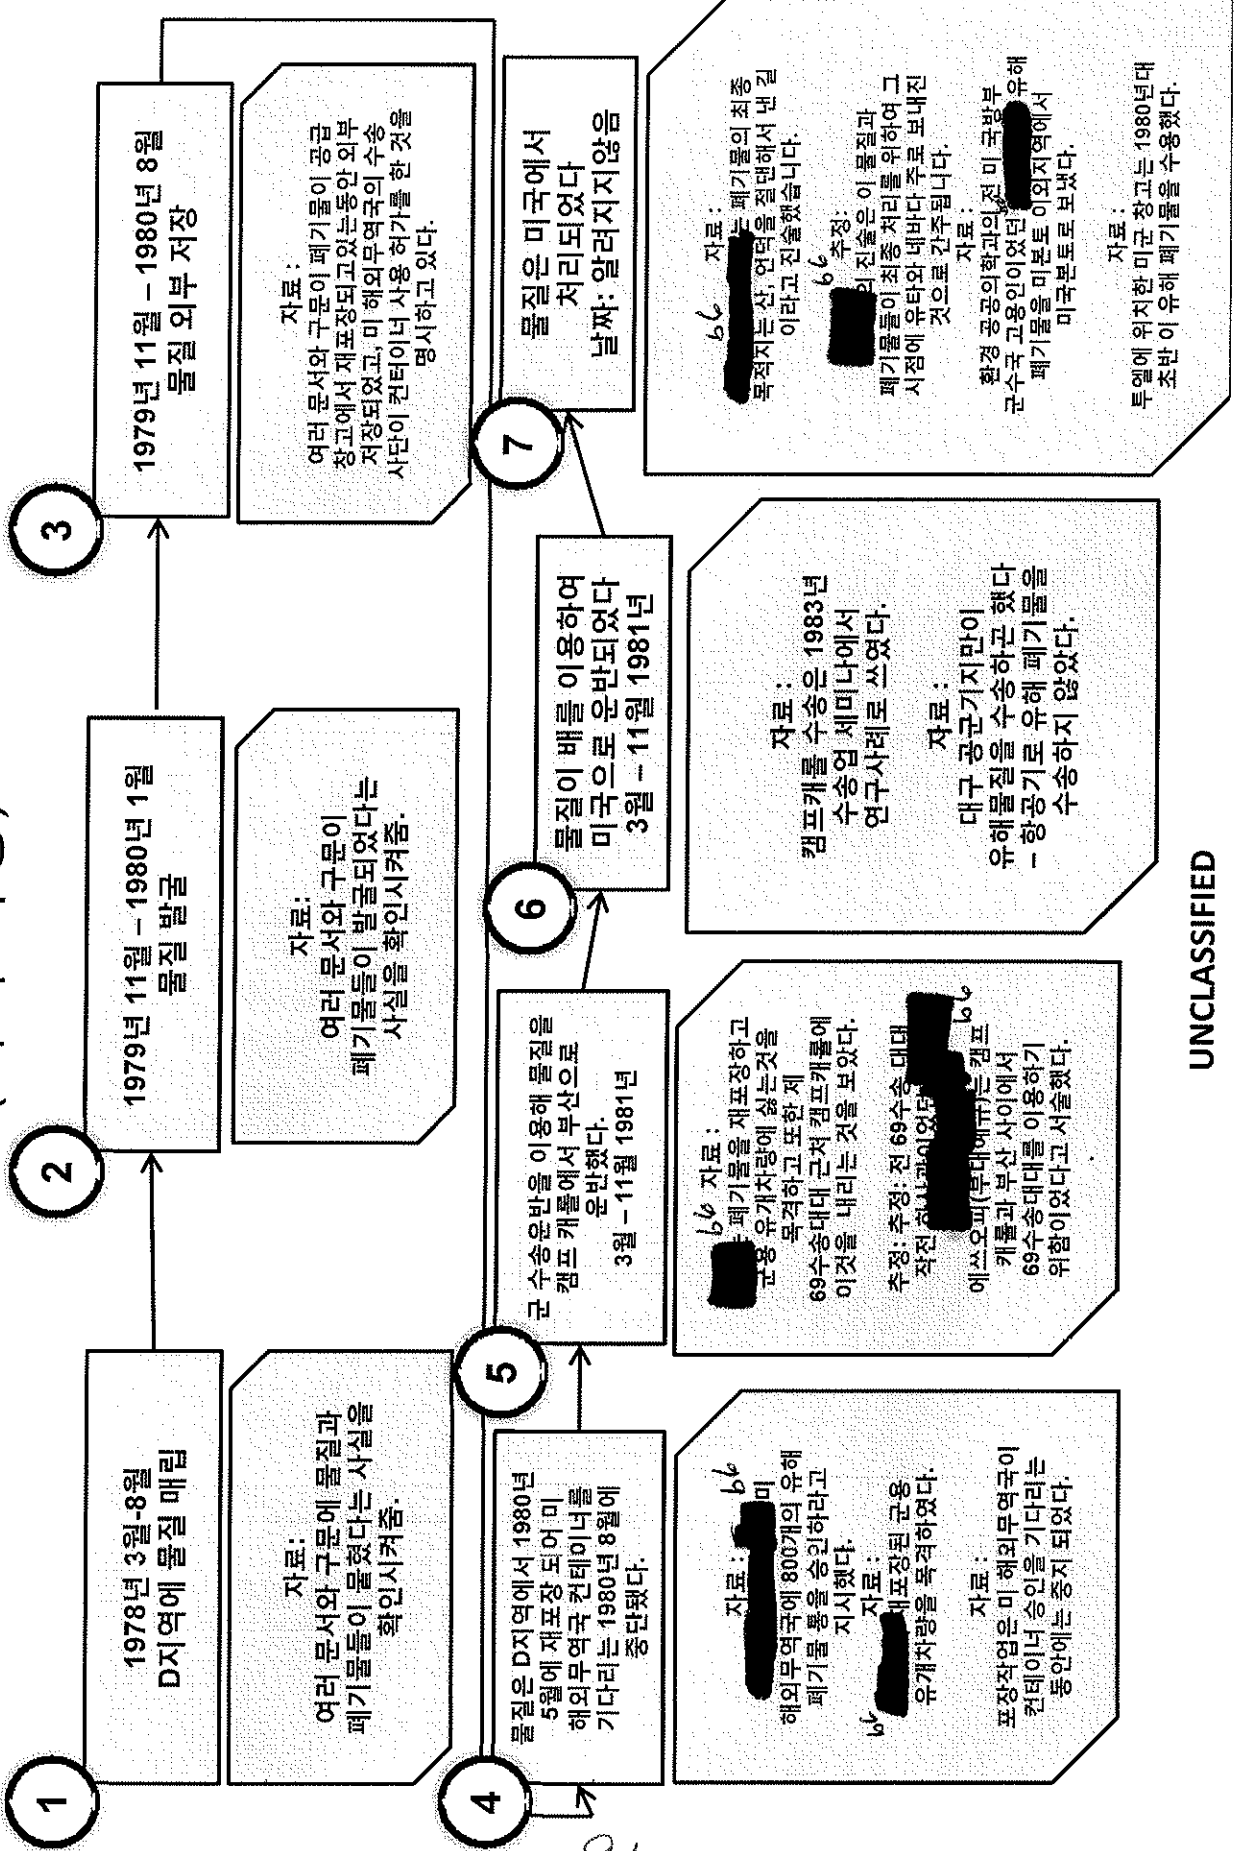 1
1978년 3월-8월
D지역에 물질 매립
자료:
여러 문서와 구문에 물질과
폐기물들이 묻혔다는 사실을
확인시켜줌.
2
1979년 11월 – 1980년 1월
물질 발굴
자료:
여러 문서와 구문이
폐기물들이 발굴되었다는
사실을 확인시켜줌.
3
1979년 11월 – 1980년 8월
물질 외부 저장
자료 :
여러 문서와 구문이 폐기물이 공급
창고에서 재포장되고있는동안 외부
저장되었고, 미 해외무역국의 수송
사단이 컨테이너 사용 허가를 한 것을
명시하고 있다.
4
물질은 D지역에서 1980년
5월에 재포장 되어 미
해외무역국 컨테이너를
기다리는 1980년 8월에
중단됐다.
자료 :
b6
미
해외무역국에 800개의 유해
폐기물 통을 승인하라고
지시했다.
자료 :
b6
재포장된 군용
유개차량을 목격하였다.
자료 :
포장작업은 미 해외무역국이
컨테이너 승인을 기다리는
동안에는 중지 되었다.
5
군 수송운반을 이용해 물질을
캠프 캐롤에서 부산으로
운반했다.
3월 – 11월 1981년
b6 자료 :
폐기물을 재포장하고
군용 유개차량에 싫는것을
목격하고 또한 제
69수송대대 근처 캠프캐롤에
이것을 내리는 것을 보았다.
추정: 추정: 전 69수송 대대
작전
b6
에쓰오피(부대예규)는 캠프
캐롤과 부산 사이에서
69수송대대를 이용하기
위함이었다고 서술했다.
6
물질이 배를 이용하여
미국으로 운반되었다
3월 – 11월 1981년
자료 :
캠프캐롤 수송은 1983년
수송업 세미나에서
연구사례로 쓰였다.
자료 :
대구 공군기지만이
유해물질을 수송하곤 했다
– 항공기로 유해 폐기물을
수송하지 않았다.
7
물질은 미국에서
처리되었다
날짜: 알려지지않음
자료 :
b6
는 폐기물의 최종
목적지는 산, 언덕을 절댄해서 낸 길
이라고 진술했습니다.
b6
추정:
의 진술은 이 물질과
폐기물들이 최종 처리를 위하여 그
시점에 유타와 네바다 주로 보내진
것으로 간주됩니다.
자료 :
환경 공공의학과의 전 미 국방부
군수국 고용인이었던
유해
폐기물을 미본토 이외지역에서
미국본토로 보냈다.
자료 :
투엘에 위치한 미군 창고는 1980년대
초반 이 유해 폐기물을 수용했다.
UNCLASSIFIED